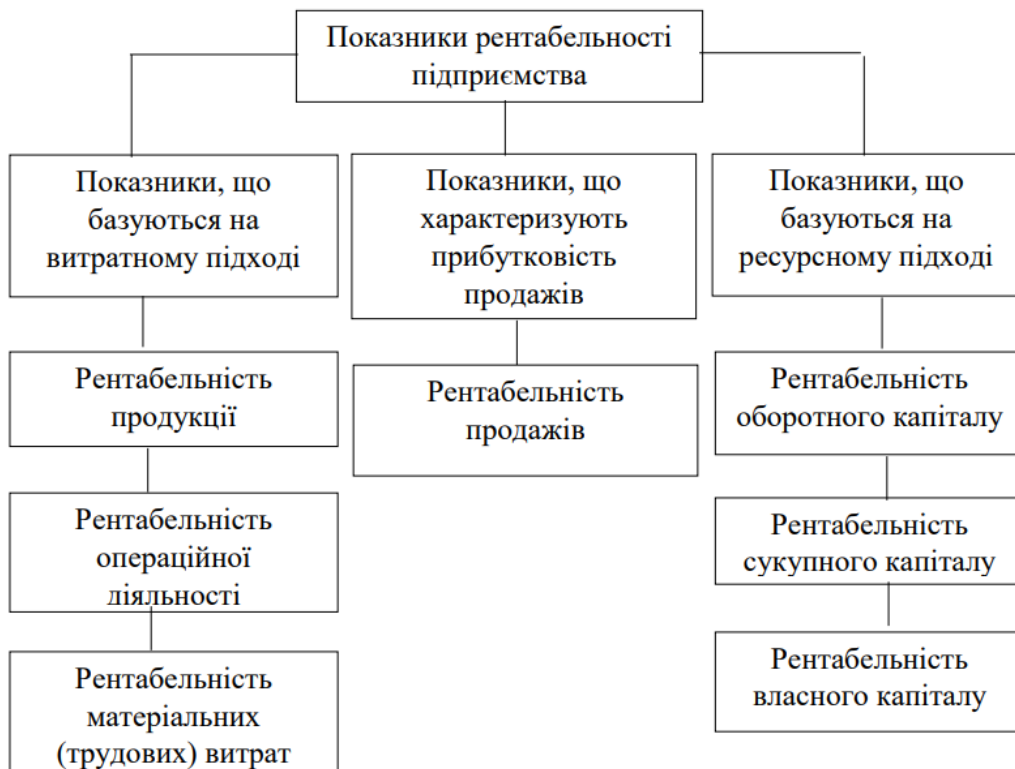 Показники рентабельності
підприємства
Показники, що
базуються на
витратному підході
Показники, що
характеризують
прибутковість
продажів
Показники, що
базуються на
ресурсному підході
Рентабельність
продукції
Рентабельність
продажів
Рентабельність
оборотного капіталу
Рентабельність
операційної
діяльності
Рентабельність
сукупного капіталу
Рентабельність
матеріальних
(трудових) витрат
Рентабельність
власного капіталу